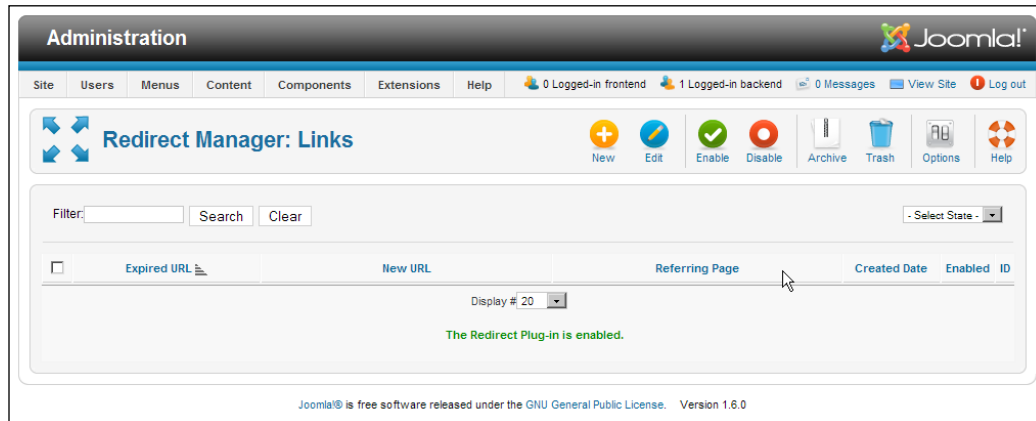 Administration
Joomla!
Site Users Menus Content Components Extensions Help 0 Logged-in frontend 1 Logged-in backend 0 Messages View Site Log out
Redirect Manager: Links
New Edit Enable Disable Archive Trash Options Help
Filter: Search Clear - Select State -
Expired URL New URL Referring Page Created Date Enabled ID
Display # 20
The Redirect Plug-in is enabled.
Joomla!® is free software released under the GNU General Public License. Version 1.6.0